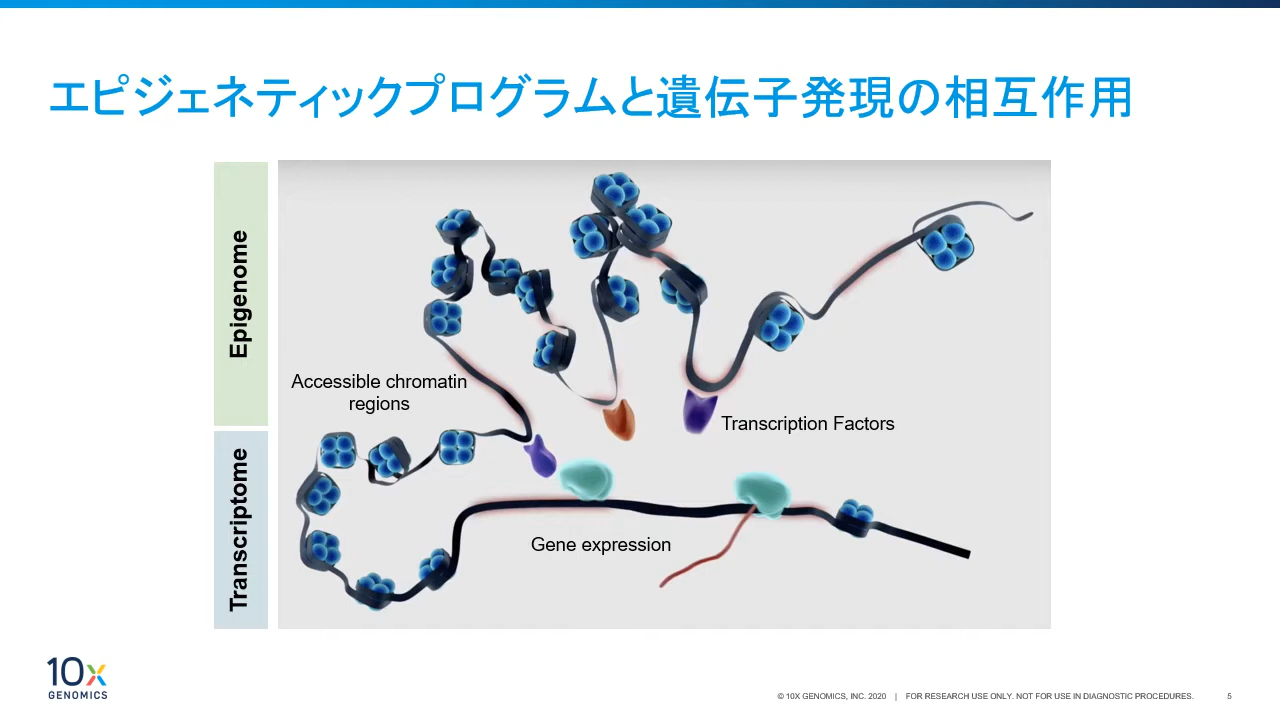 エピジェネティックプログラムと遺伝子発現の相互作用
Epigenome
Accessible chromatin
regions
Transcription Factors
Transcriptome
Gene expression
10x
GENOMICS
© 10X GENOMICS, INC. 2020 | FOR RESEARCH USE ONLY. NOT FOR USE IN DIAGNOSTIC PROCEDURES. 5